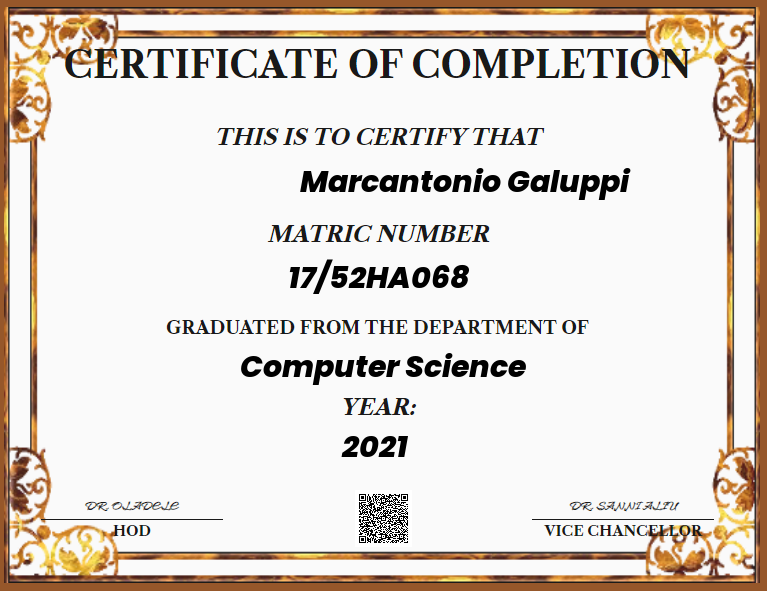 CERTIFICATE OF COMPLETION
THIS IS TO CERTIFY THAT
Marcantonio Galuppi
MATRIC NUMBER
17/52HA068
GRADUATED FROM THE DEPARTMENT OF
Computer Science
YEAR:
2021
DR. OLADELE
DR. SANNI ALIU
HOD
VICE CHANCELLOR